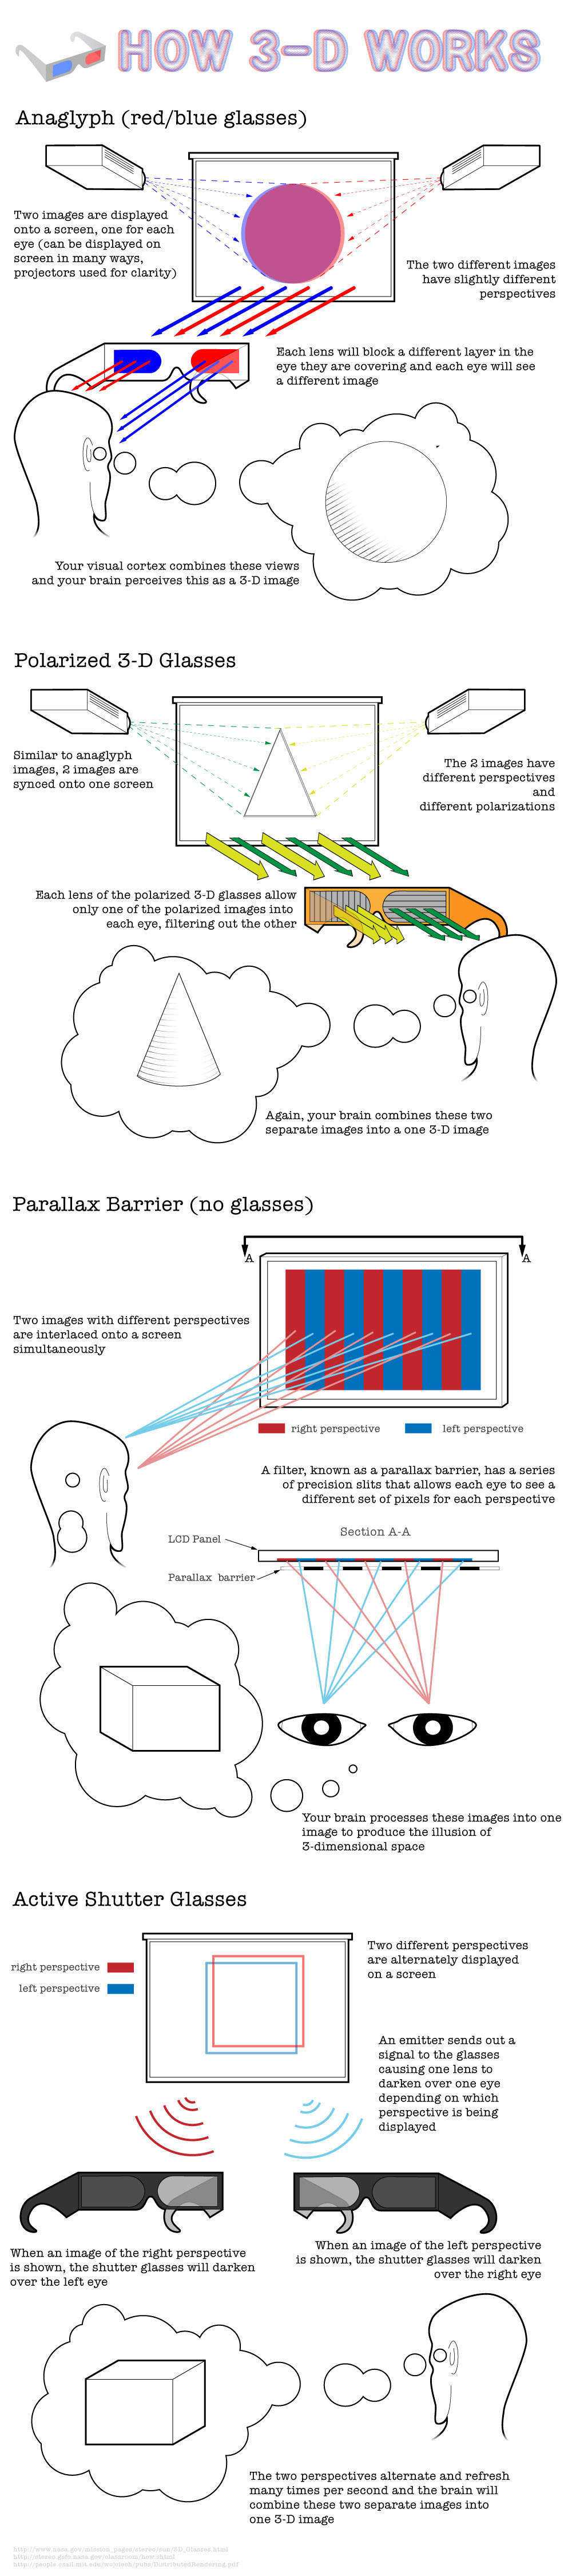 HOW 3-D WORKS
Anaglyph (red/blue glasses)
Two images are displayed
onto a screen, one for each
eye (can be displayed on
screen in many ways,
projectors used for clarity)
The two different images
have slightly different
perspectives
Each lens will block a different layer in the
eye they are covering and each eye will see
a different image
Your visual cortex combines these views
and your brain perceives this as a 3-D image
Polarized 3-D Glasses
Similar to anaglyph
images, 2 images are
synced onto one screen
The 2 images have
different perspectives
and
different polarizations
Each lens of the polarized 3-D glasses allow
only one of the polarized images into
each eye, filtering out the other
Again, your brain combines these two
separate images into a one 3-D image
Parallax Barrier (no glasses)
A
A
Two images with different perspectives
are interlaced onto a screen
simultaneously
right perspective
left perspective
A filter, known as a parallax barrier, has a series
of precision slits that allows each eye to see a
different set of pixels for each perspective
Section A-A
LCD Panel
Parallax barrier
Your brain processes these images into one
image to produce the illusion of
3-dimensional space
Active Shutter Glasses
right perspective
left perspective
Two different perspectives
are alternately displayed
on a screen
An emitter sends out a
signal to the glasses
causing one lens to
darken over one eye
depending on which
perspective is being
displayed
When an image of the right perspective
is shown, the shutter glasses will darken
over the left eye
When an image of the left perspective
is shown, the shutter glasses will darken
over the right eye
The two perspectives alternate and refresh
many times per second and the brain will
combine these two separate images into
one 3-D image